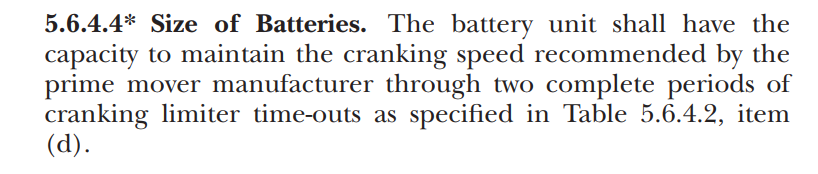 5.6.4.4* Size of Batteries. The battery unit shall have the
capacity to maintain the cranking speed recommended by the
prime mover manufacturer through two complete periods of
cranking limiter time-outs as specified in Table 5.6.4.2, item
(d).